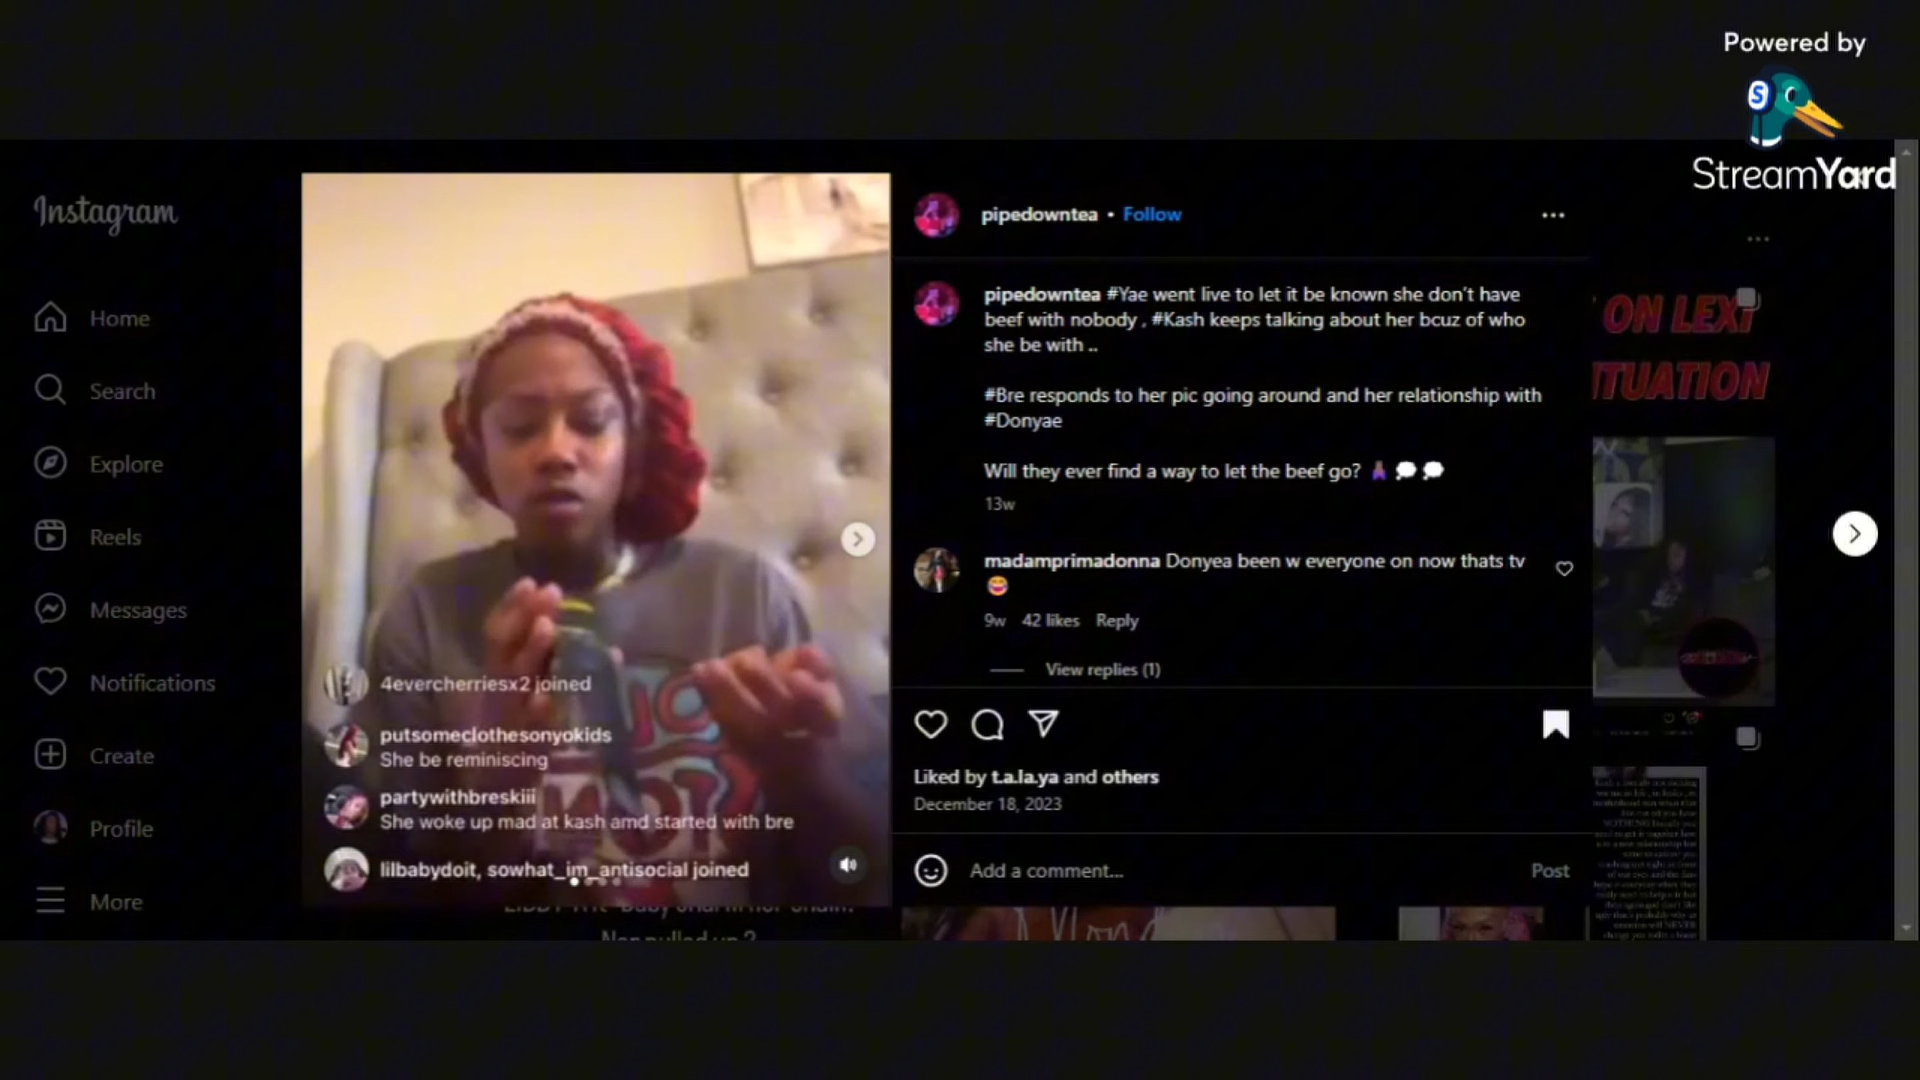 Powered by
StreamYard
Instagram
Home
Search
Explore
Reels
Messages
Notifications
Create
Profile
More
4evercherriesx2 joined
putsomeclothesonyokids
She be reminiscing
partywithbreskiii
She woke up mad at kash amd started with bre
lilbabydoit, sowhat_im_antisocial joined
pipedowntea • Follow
pipedowntea #Yae went live to let it be known she don't have
beef with nobody , #Kash keeps talking about her bcuz of who
she be with ..
#Bre responds to her pic going around and her relationship with
#Donyae
Will they ever find a way to let the beef go?
13w
madamprimadonna Donyea been w everyone on now thats tv
9w 42 likes Reply
View replies (1)
Liked by t.a.la.ya and others
December 18, 2023
Add a comment...
Post
ON LEXI
ITUATION